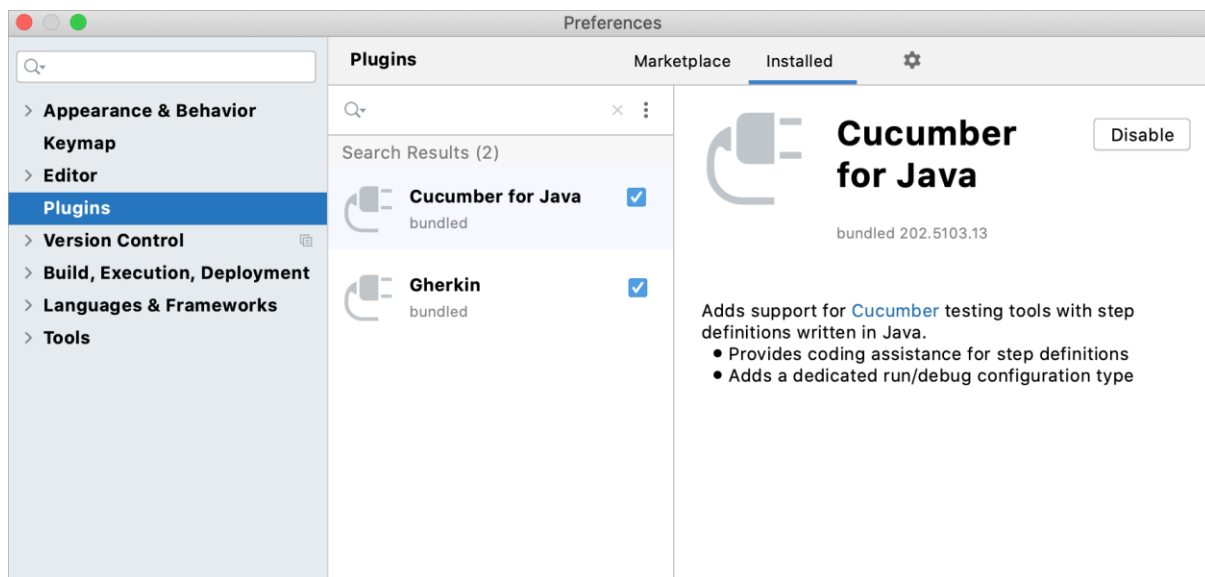 Preferences
Plugins
Marketplace
Installed
Appearance & Behavior
Keymap
Editor
Plugins
Version Control
Build, Execution, Deployment
Languages & Frameworks
Tools
Search Results (2)
Cucumber for Java
bundled
Gherkin
bundled
Cucumber
for Java
Disable
bundled 202.5103.13
Adds support for Cucumber testing tools with step
definitions written in Java.
• Provides coding assistance for step definitions
• Adds a dedicated run/debug configuration type